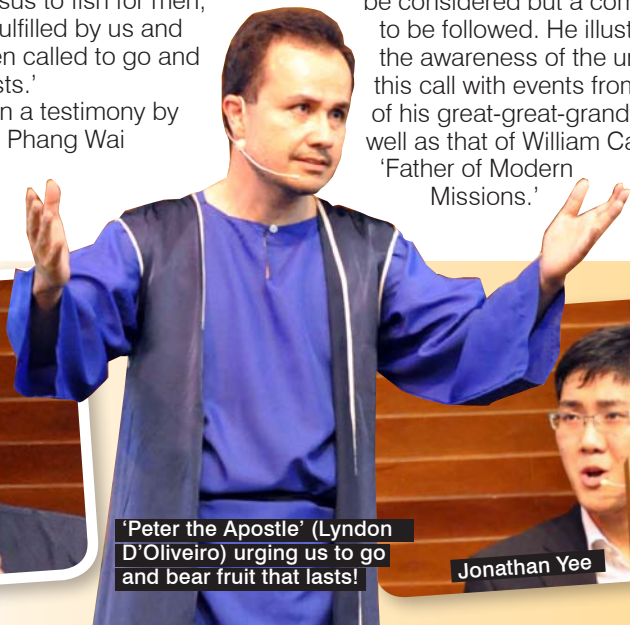 sus to fish for men,
ulfilled by us and
en called to go and
sts.’
n a testimony by
Phang Wai
be considered but a com
to be followed. He illust
the awareness of the ur
this call with events from
of his great-great-grand
well as that of William Ca
‘Father of Modern
Missions.’
‘Peter the Apostle’ (Lyndon
D’Oliveiro) urging us to go
and bear fruit that lasts!
Jonathan Yee